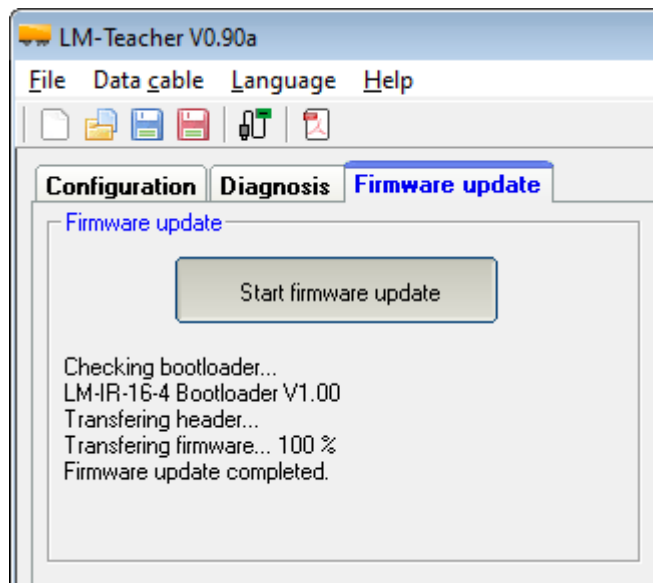 LM-Teacher V0.90a
File Data cable Language Help
Configuration Diagnosis Firmware update
Firmware update
Start firmware update
Checking bootloader...
LM-IR-16-4 Bootloader V1.00
Transfering header...
Transfering firmware... 100 %
Firmware update completed.